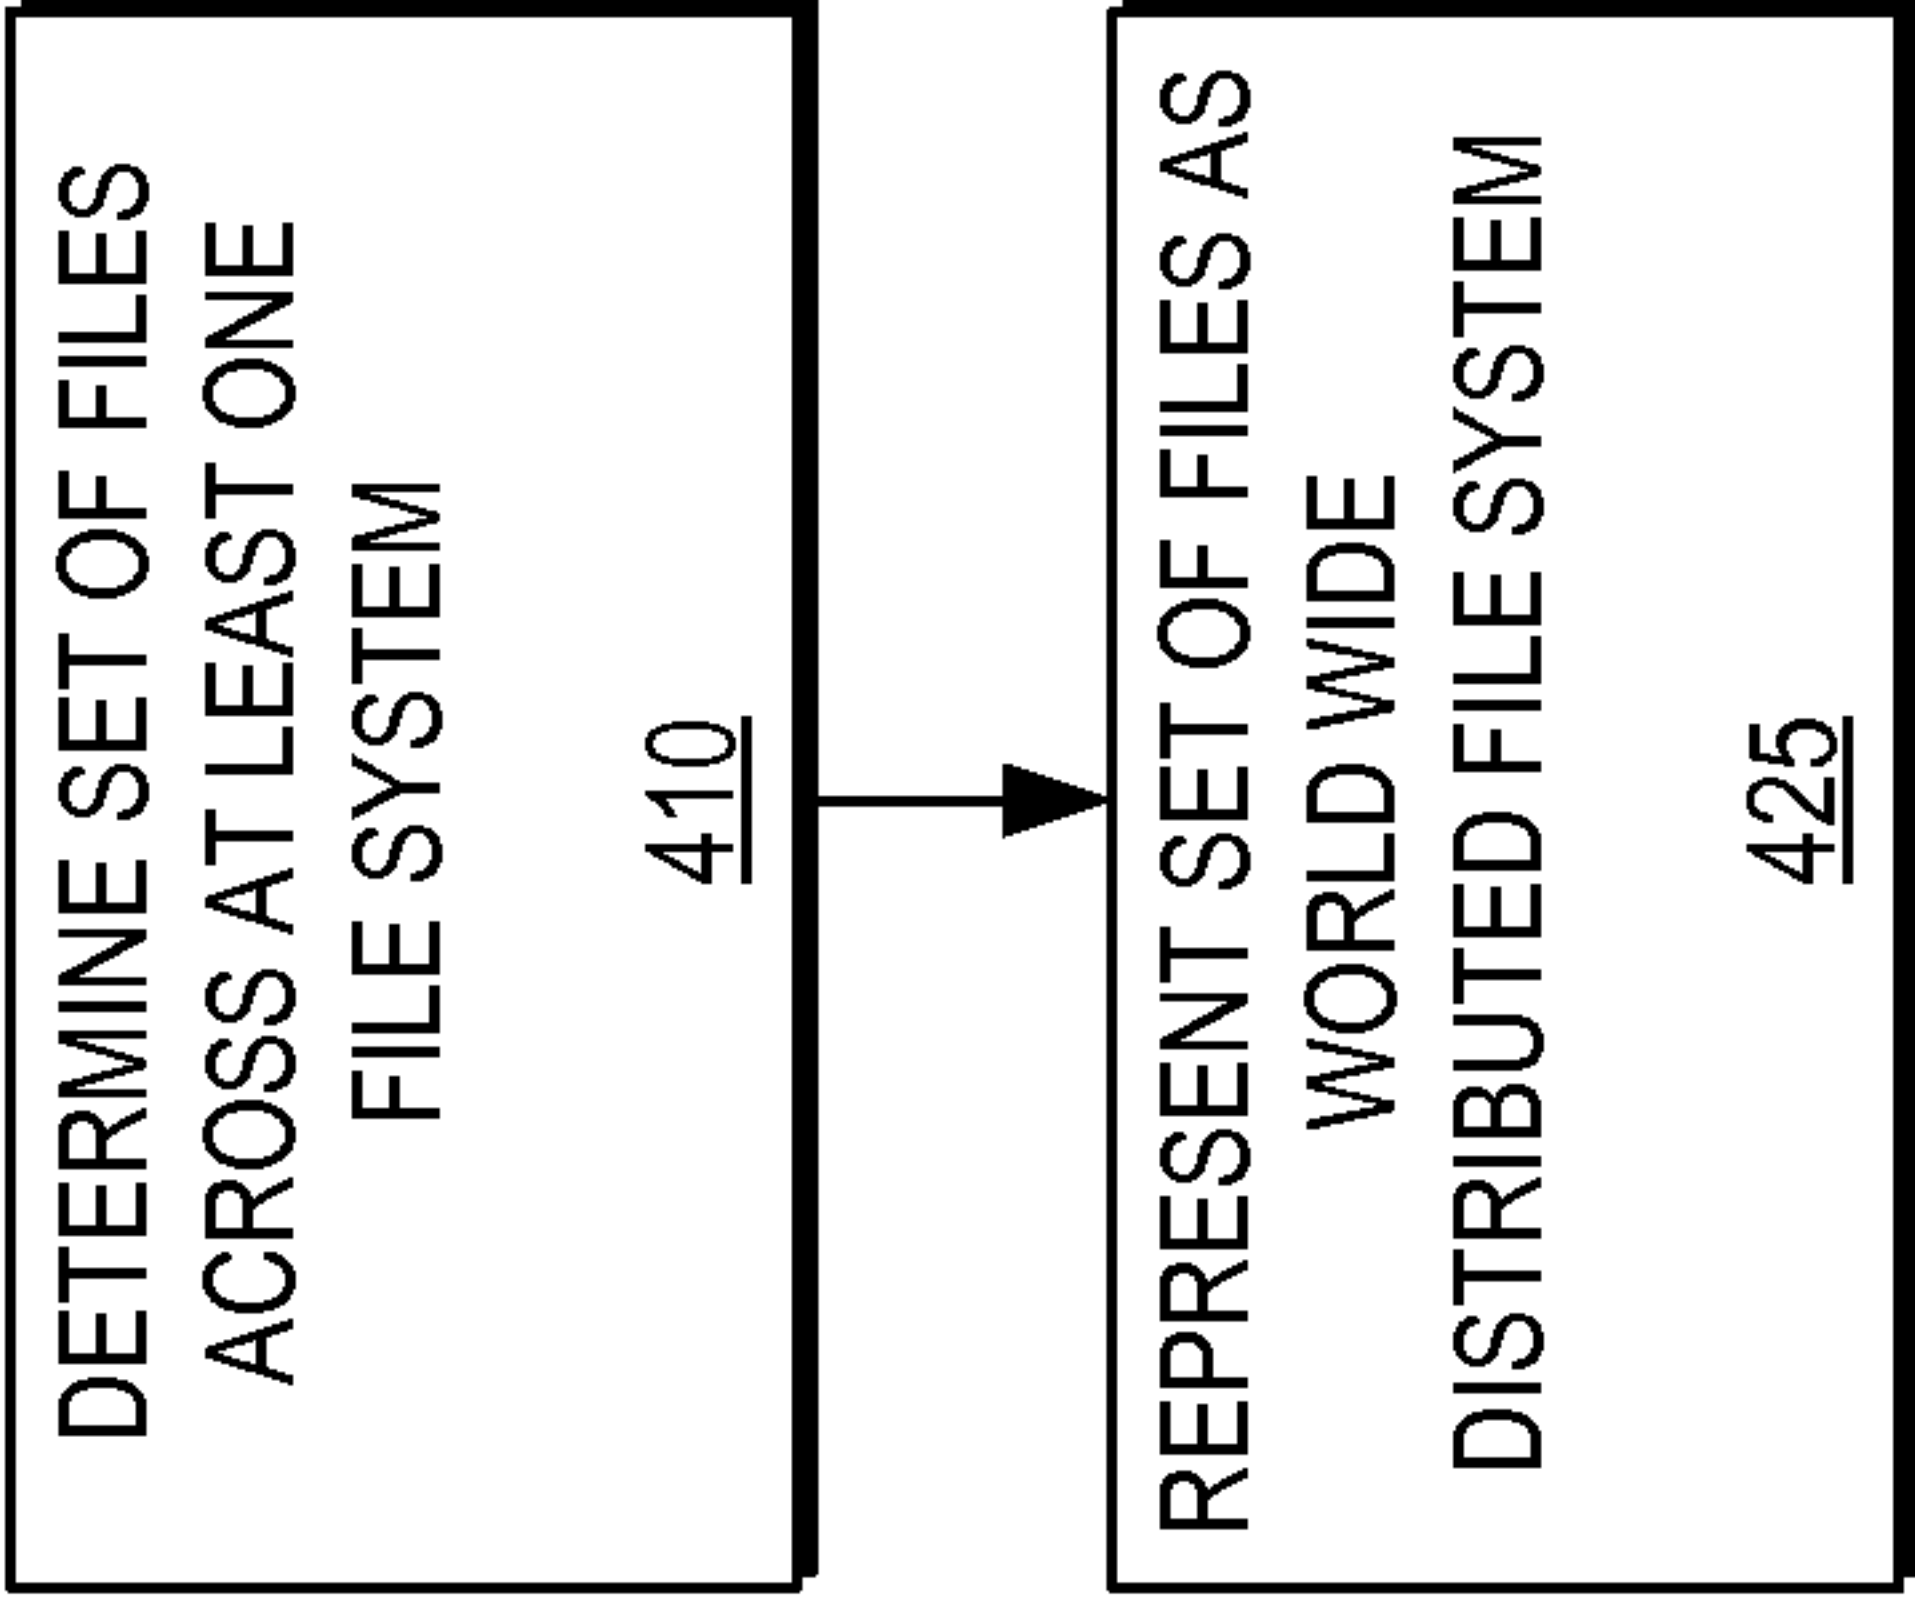 DETERMINE SET OF FILES
ACROSS AT LEAST ONE
FILE SYSTEM
410
REPRESENT SET OF FILES AS
WORLD WIDE
DISTRIBUTED FILE SYSTEM
425